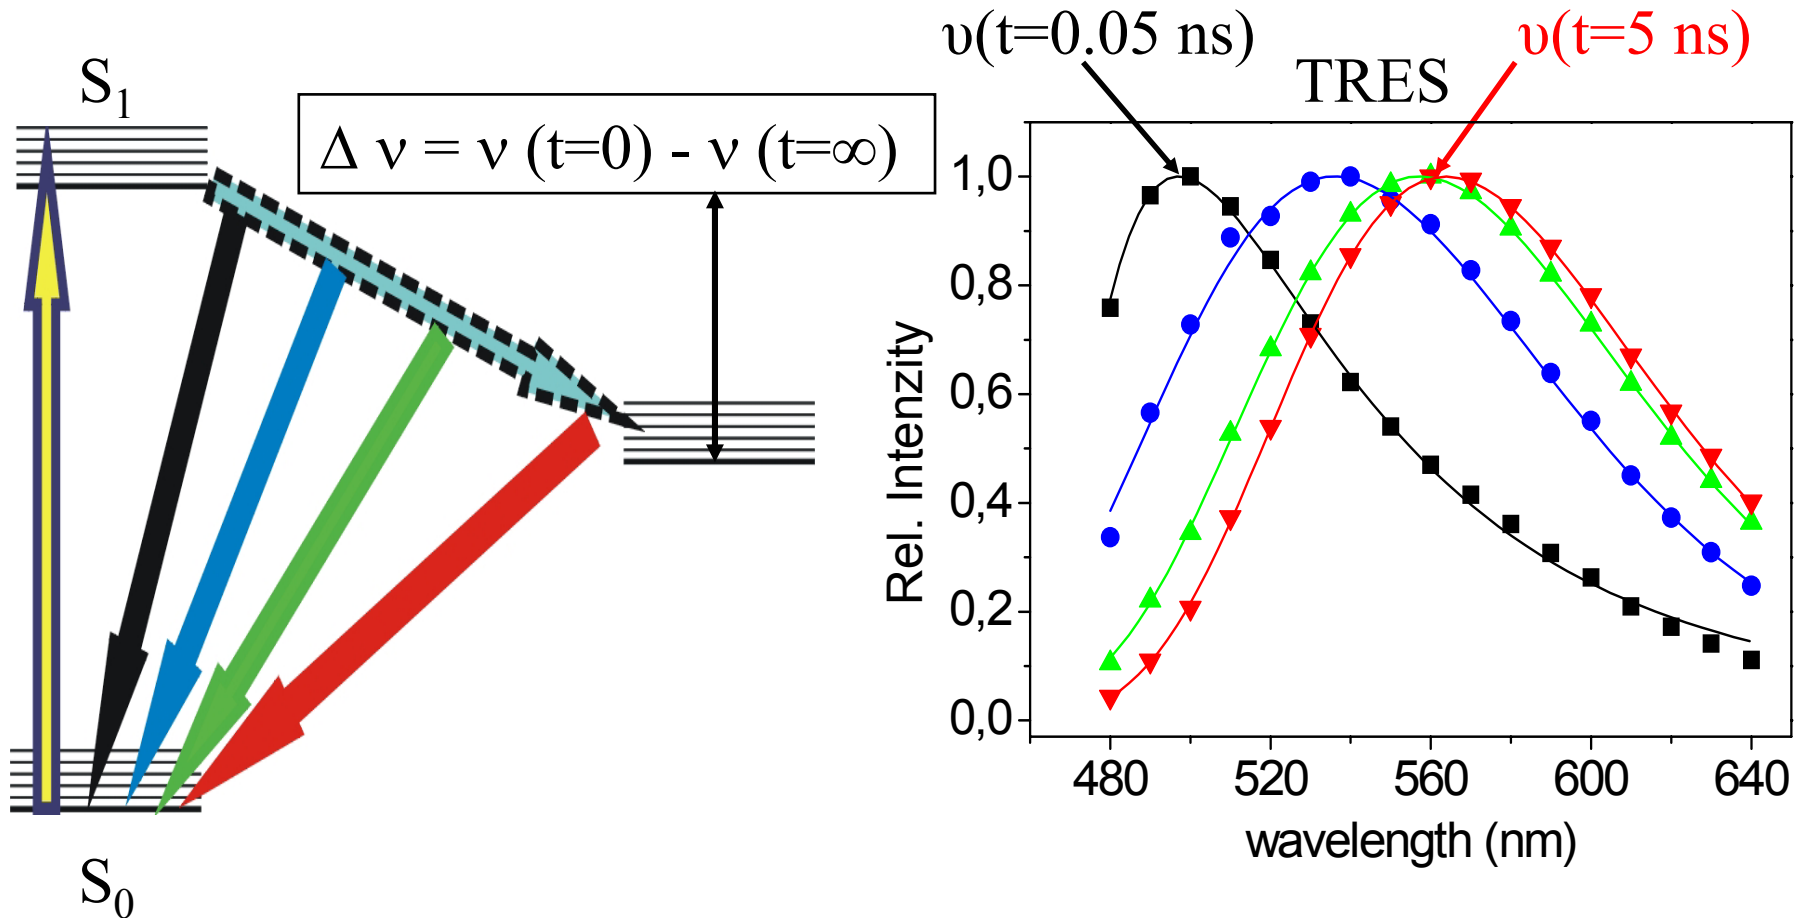 S1
Δ ν = ν (t=0) - ν (t=∞)
S0
υ(t=0.05 ns)
υ(t=5 ns)
TRES
1,0
0,8
0,6
0,4
0,2
0,0
Rel. Intenzity
480 520 560 600 640
wavelength (nm)